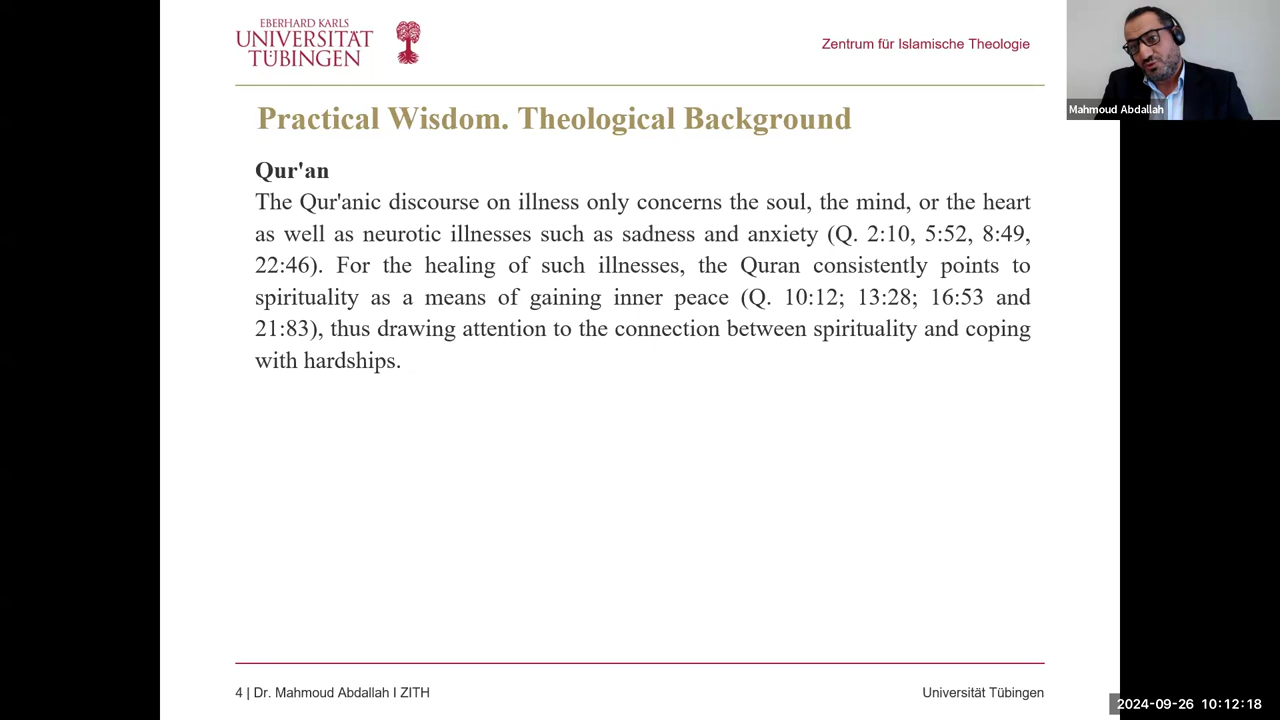 EBERHARD KARLS
UNIVERSITÄT
TÜBINGEN
Zentrum für Islamische Theologie
Mahmoud Abdallah
Practical Wisdom. Theological Background
Qur'an
The Qur'anic discourse on illness only concerns the soul, the mind, or the heart
as well as neurotic illnesses such as sadness and anxiety (Q. 2:10, 5:52, 8:49,
22:46). For the healing of such illnesses, the Quran consistently points to
spirituality as a means of gaining inner peace (Q. 10:12; 13:28; 16:53 and
21:83), thus drawing attention to the connection between spirituality and coping
with hardships.
4 | Dr. Mahmoud Abdallah I ZITH
Universität Tübingen
2024-09-26 10:12:18